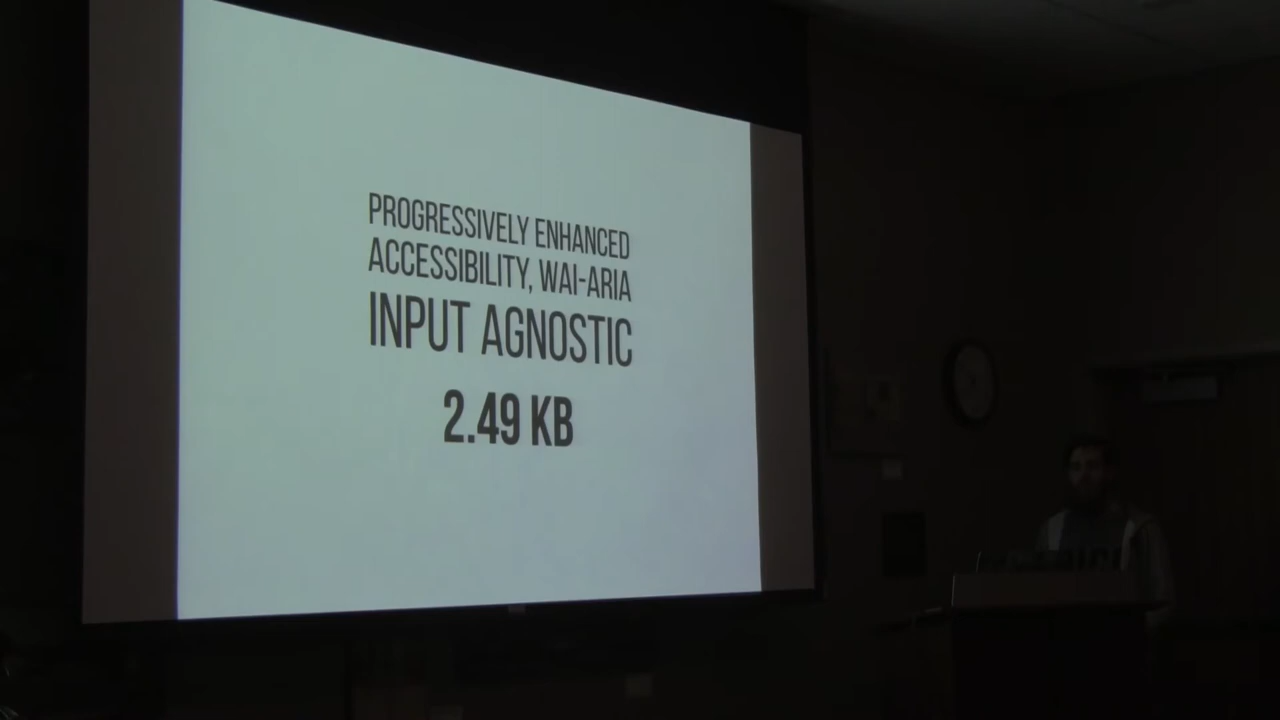 PROGRESSIVELY ENHANCED
ACCESSIBILITY, WAI-ARIA
INPUT AGNOSTIC
2.49 KB